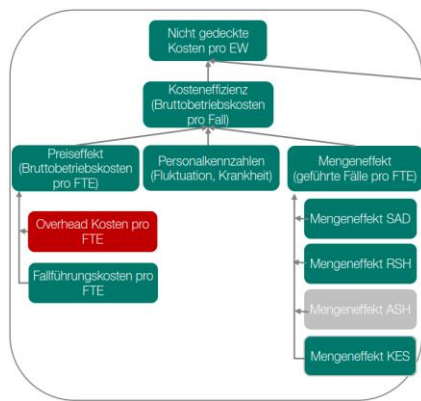 Nicht gedeckte
Kosten pro EW
Kosteneffizienz
(Bruttobetriebskosten
pro Fall)
Preiseffekt
(Bruttobetriebskosten
pro FTE)
Personalkennzahlen
(Fluktuation, Krankheit)
Mengeneffekt
(geführte Fälle pro FTE)
Overhead Kosten pro
FTE
Fallführungskosten pro
FTE
Mengeneffekt SAD
Mengeneffekt RSH
Mengeneffekt ASH
Mengeneffekt KES